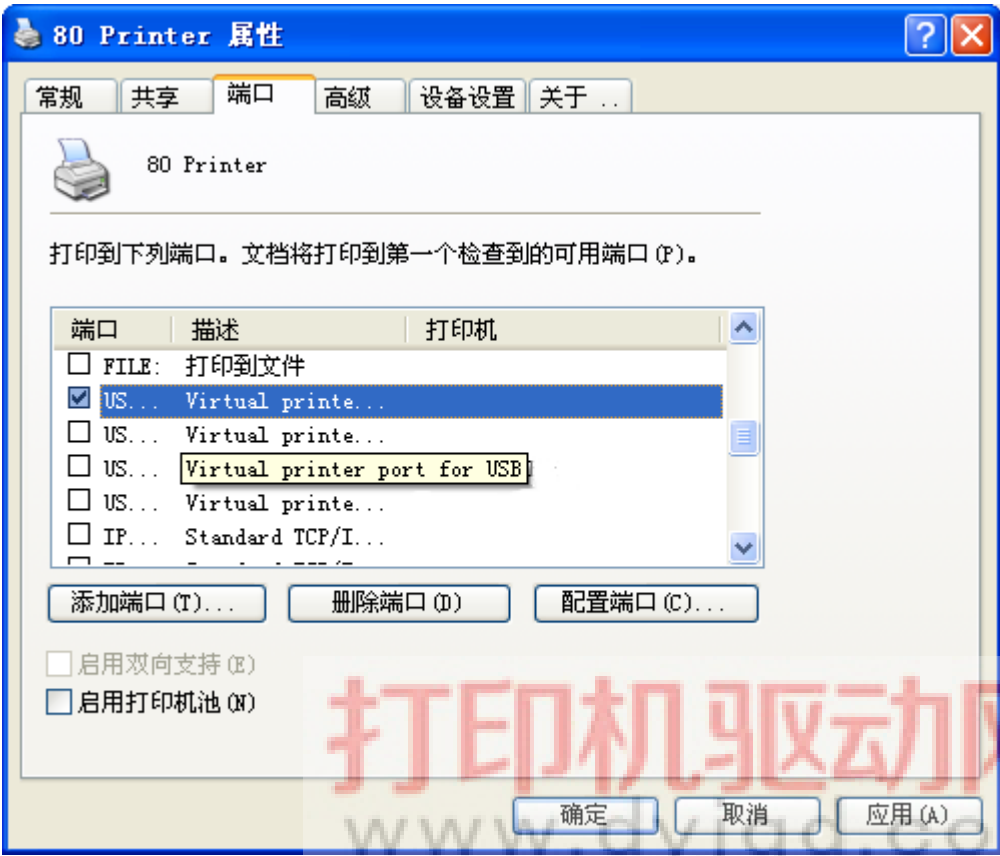 80 Printer 属性
常规 共享 端口 高级 设备设置 关于 ..
80 Printer
打印到下列端口。文档将打印到第一个检查到的可用端口(P)。
端口 描述 打印机
FILE: 打印到文件
US... Virtual printe...
US... Virtual printe...
US... Virtual printer port for USB
US... Virtual printe...
IP... Standard TCP/I...
添加端口(T)... 删除端口(D) 配置端口(C)...
启用双向支持(E)
启用打印机池(N)
打印机驱动网
确定 取消 应用(A)